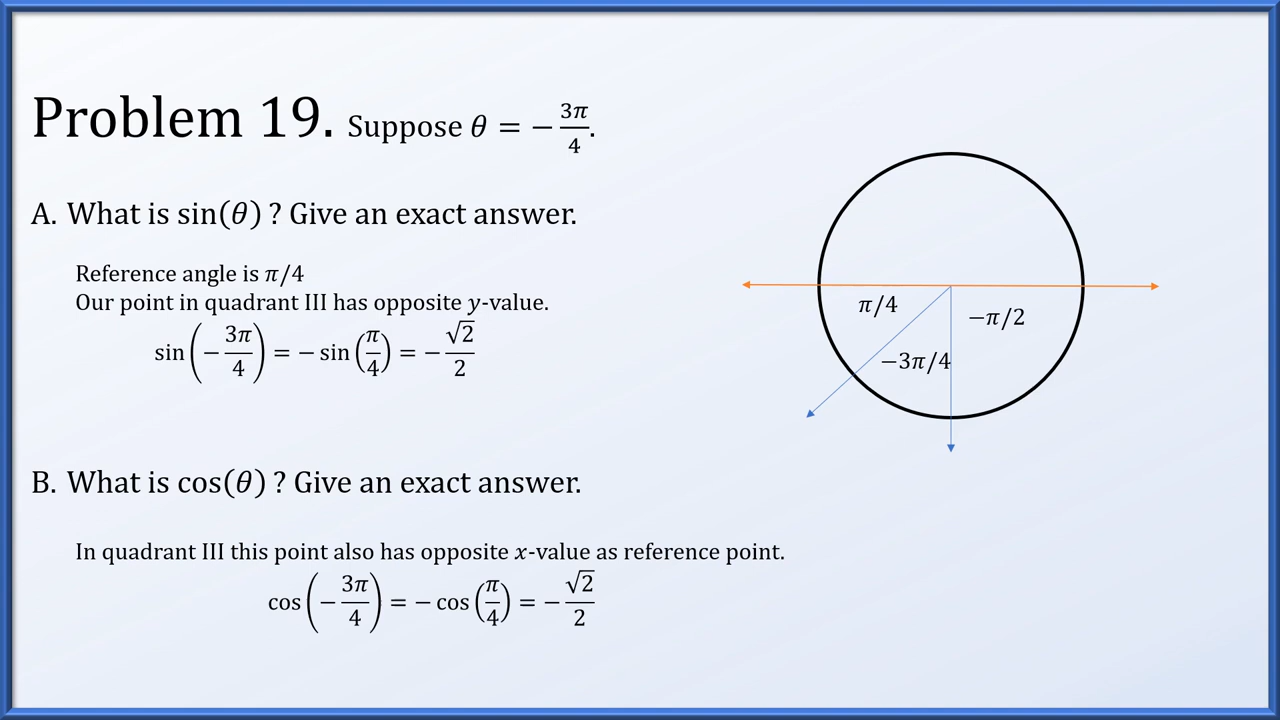 Problem 19. Suppose θ = −3π/4.
A. What is sin(θ) ? Give an exact answer.
Reference angle is π/4
Our point in quadrant III has opposite y-value.
sin(−3π/4) = − sin(π/4) = −√2/2
π/4
−π/2
−3π/4
B. What is cos(θ) ? Give an exact answer.
In quadrant III this point also has opposite x-value as reference point.
cos(−3π/4) = − cos(π/4) = −√2/2